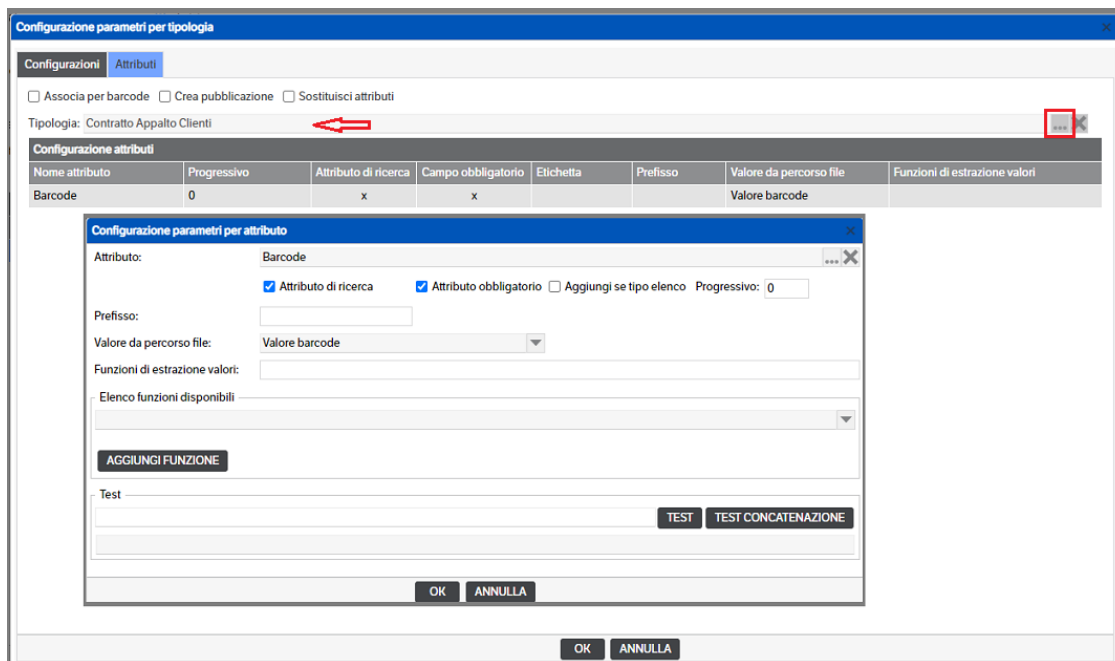 Configurazione parametri per tipologia
Configurazioni Attributi
Associa per barcode Crea pubblicazione Sostituisci attributi
Tipologia: Contratto Appalto Clienti ...
Configurazione attributi
Nome attributo Progressivo Attributo di ricerca Campo obbligatorio Etichetta Prefisso Valore da percorso file Funzioni di estrazione valori
Barcode 0 x x Valore barcode
Configurazione parametri per attributo
Attributo: Barcode ...
Attributo di ricerca Attributo obbligatorio Aggiungi se tipo elenco Progressivo: 0
Prefisso:
Valore da percorso file: Valore barcode
Funzioni di estrazione valori:
Elenco funzioni disponibili
AGGIUNGI FUNZIONE
Test
TEST TEST CONCATENAZIONE
OK ANNULLA
OK ANNULLA